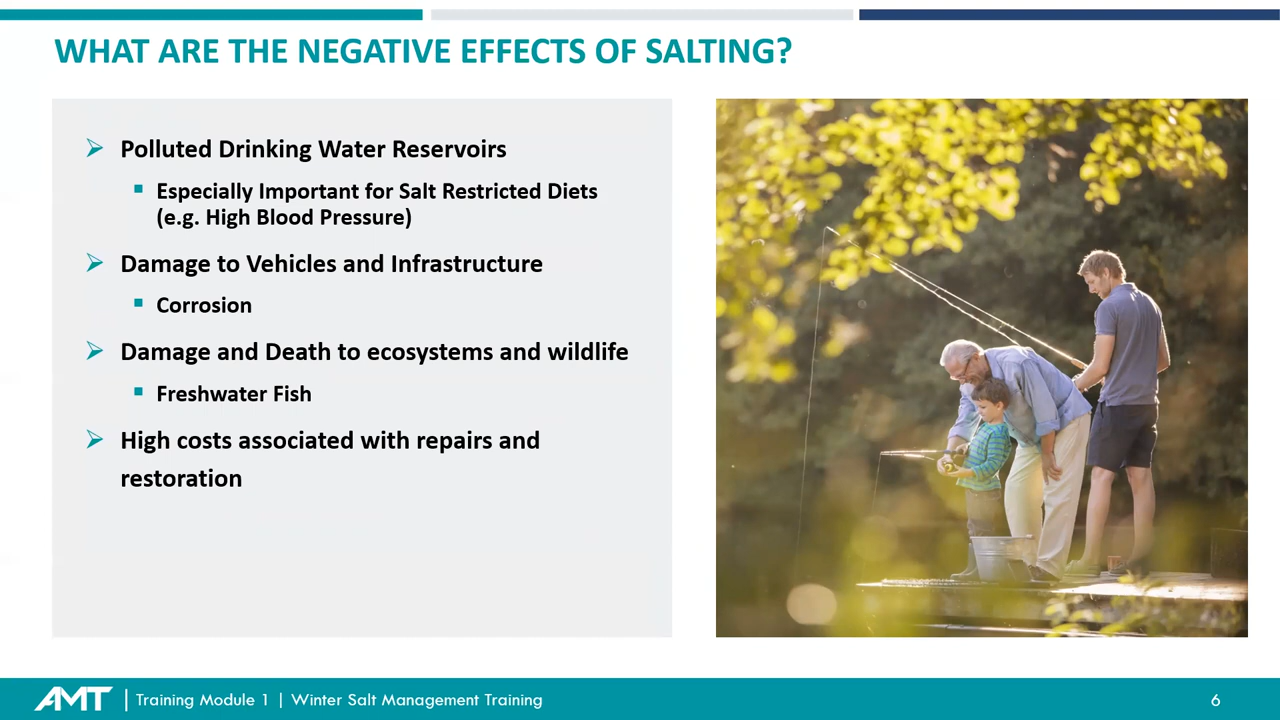 WHAT ARE THE NEGATIVE EFFECTS OF SALTING?
Polluted Drinking Water Reservoirs
Especially Important for Salt Restricted Diets
(e.g. High Blood Pressure)
Damage to Vehicles and Infrastructure
Corrosion
Damage and Death to ecosystems and wildlife
Freshwater Fish
High costs associated with repairs and
restoration
AMT | Training Module 1 | Winter Salt Management Training
6